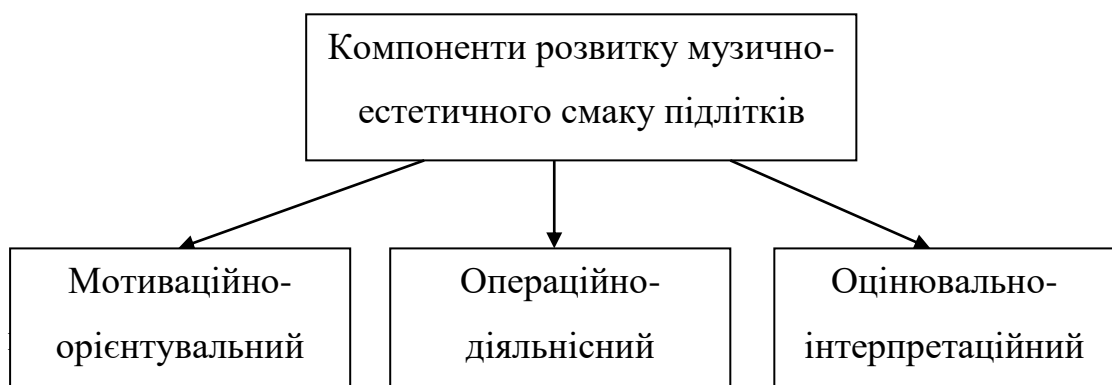 Компоненти розвитку музично-
естетичного смаку підлітків
Мотиваційно-
орієнтувальний
Операційно-
діяльнісний
Оцінювально-
інтерпретаційний